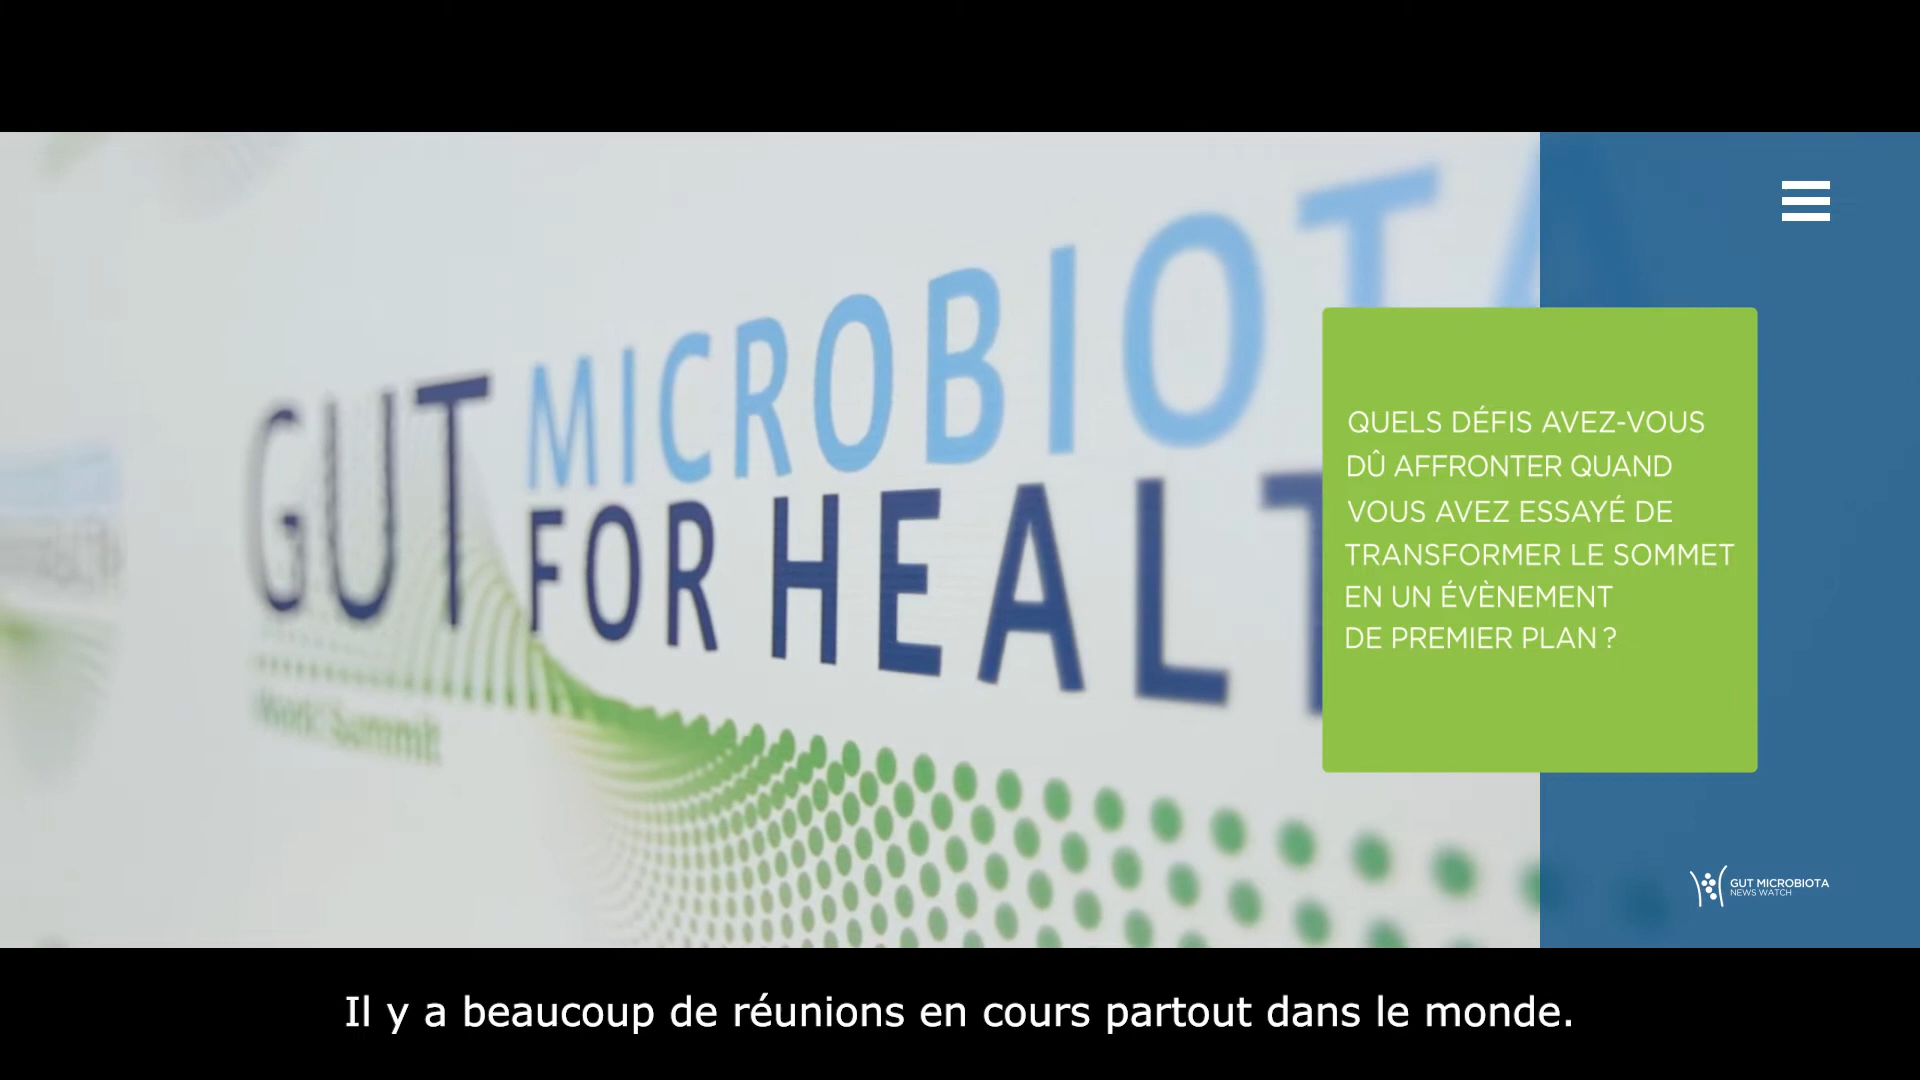 GUT MICROBIOTA
FOR HEALT
World Summit
QUELS DÉFIS AVEZ-VOUS
DÛ AFFRONTER QUAND
VOUS AVEZ ESSAYÉ DE
TRANSFORMER LE SOMMET
EN UN ÉVÈNEMENT
DE PREMIER PLAN ?
GUT MICROBIOTA
NEWS WATCH
Il y a beaucoup de réunions en cours partout dans le monde.